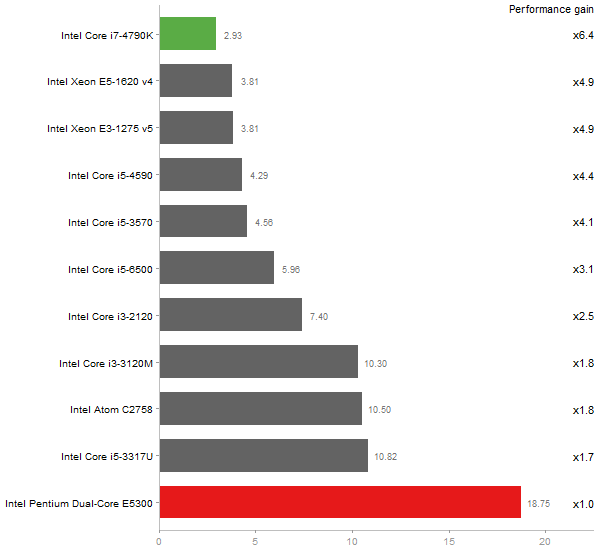 Performance gain
Intel Core i7-4790K 2.93 x6.4
Intel Xeon E5-1620 v4 3.81 x4.9
Intel Xeon E3-1275 v5 3.81 x4.9
Intel Core i5-4590 4.29 x4.4
Intel Core i5-3570 4.56 x4.1
Intel Core i5-6500 5.96 x3.1
Intel Core i3-2120 7.40 x2.5
Intel Core i3-3120M 10.30 x1.8
Intel Atom C2758 10.50 x1.8
Intel Core i5-3317U 10.82 x1.7
Intel Pentium Dual-Core E5300 18.75 x1.0
0 5 10 15 20